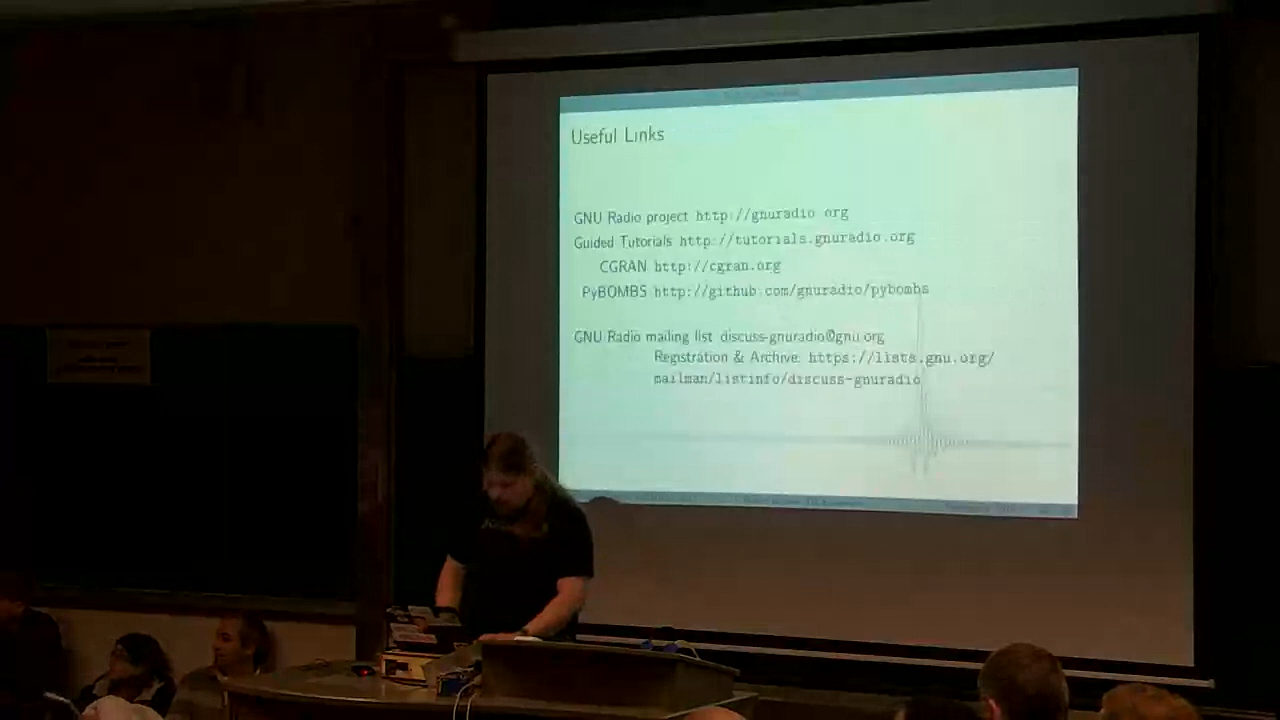 Useful Links
GNU Radio project http://gnuradio org
Guided Tutorials http://tutorials.gnuradio.org
CGRAN http://cgran.org
PyBOMBS http://github com/gnuradio/pybombs
GNU Radio mailing list discuss-gnuradio@gnu org
Registration & Archive https://lists.gnu.org/
mailman/listinfo/discuss-gnuradio